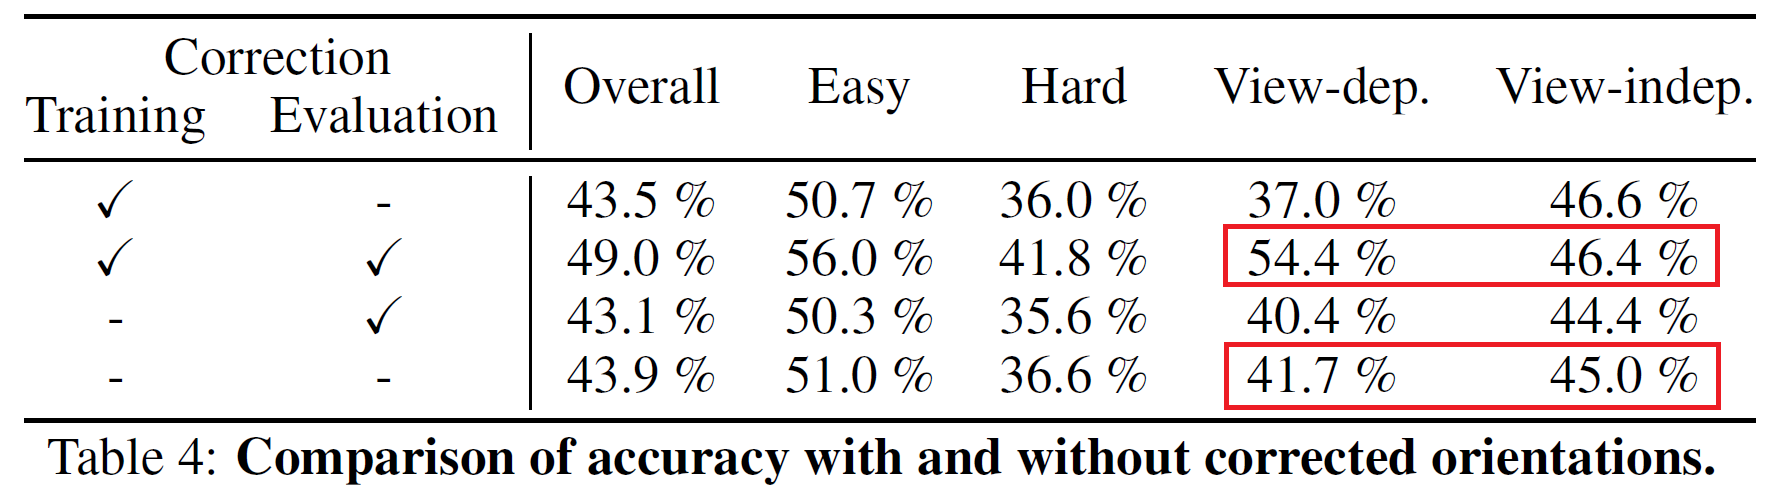 Correction
Training Evaluation Overall Easy Hard View-dep. View-indep.
✓ - 43.5 % 50.7 % 36.0 % 37.0 % 46.6 %
✓ ✓ 49.0 % 56.0 % 41.8 % 54.4 % 46.4 %
- ✓ 43.1 % 50.3 % 35.6 % 40.4 % 44.4 %
- - 43.9 % 51.0 % 36.6 % 41.7 % 45.0 %
Table 4: Comparison of accuracy with and without corrected orientations.